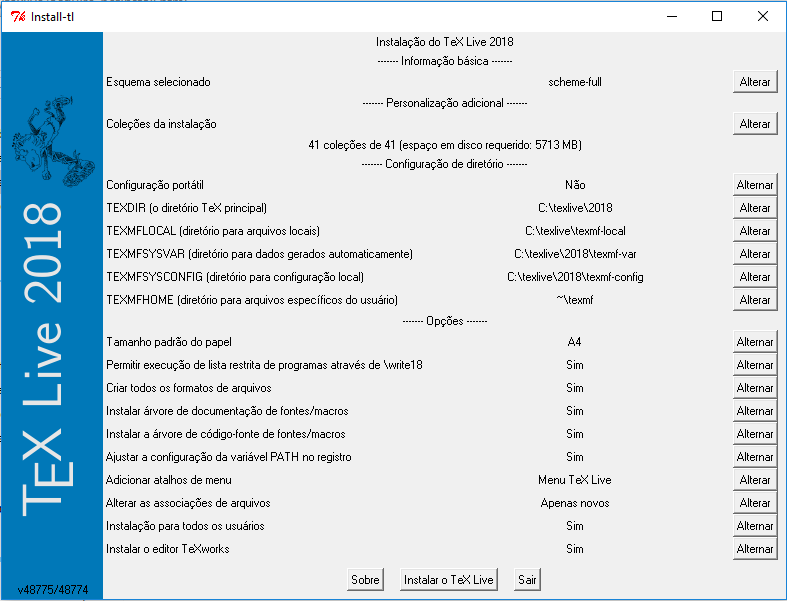 Install-tl
Instalação do TeX Live 2018
------- Informação básica -------
Esquema selecionado scheme-full Alterar
------- Personalização adicional -------
Coleções da instalação Alterar
41 coleções de 41 (espaço em disco requerido: 5713 MB)
------- Configuração de diretório -------
Configuração portátil Não Alternar
TEXDIR (o diretório TeX principal) C:\texlive\2018 Alterar
TEXMFLOCAL (diretório para arquivos locais) C:\texlive\texmf-local Alterar
TEXMFSYSVAR (diretório para dados gerados automaticamente) C:\texlive\2018\texmf-var Alterar
TEXMFSYSCONFIG (diretório para configuração local) C:\texlive\2018\texmf-config Alterar
TEXMFHOME (diretório para arquivos específicos do usuário) ~\texmf Alterar
------- Opções -------
Tamanho padrão do papel A4 Alternar
Permitir execução de lista restrita de programas através de \write18 Sim Alternar
Criar todos os formatos de arquivos Sim Alternar
Instalar árvore de documentação de fontes/macros Sim Alternar
Instalar a árvore de código-fonte de fontes/macros Sim Alternar
Ajustar a configuração da variável PATH no registro Sim Alternar
Adicionar atalhos de menu Menu TeX Live Alterar
Alterar as associações de arquivos Apenas novos Alterar
Instalação para todos os usuários Sim Alternar
Instalar o editor TeXworks Sim Alternar
Sobre Instalar o TeX Live Sair
TEX Live 2018
v48775/48774